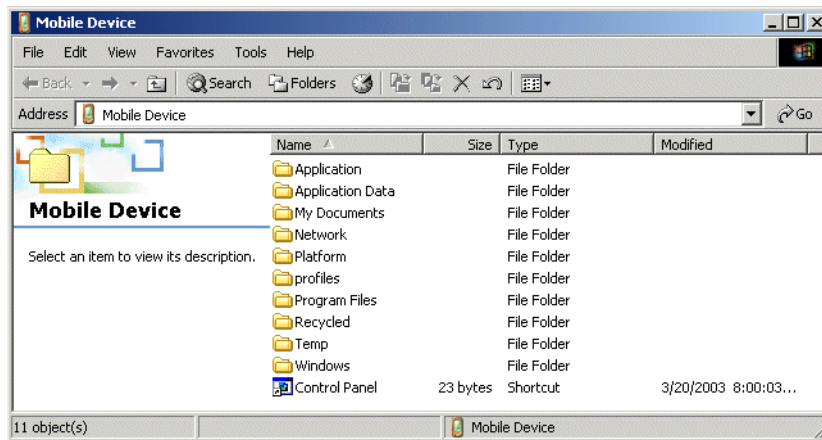 Mobile Device
File Edit View Favorites Tools Help
Back Search Folders
Address Mobile Device Go
Name Size Type Modified
Mobile Device
Select an item to view its description.
Application File Folder
Application Data File Folder
My Documents File Folder
Network File Folder
Platform File Folder
profiles File Folder
Program Files File Folder
Recycled File Folder
Temp File Folder
Windows File Folder
Control Panel 23 bytes Shortcut 3/20/2003 8:00:03...
11 object(s) Mobile Device